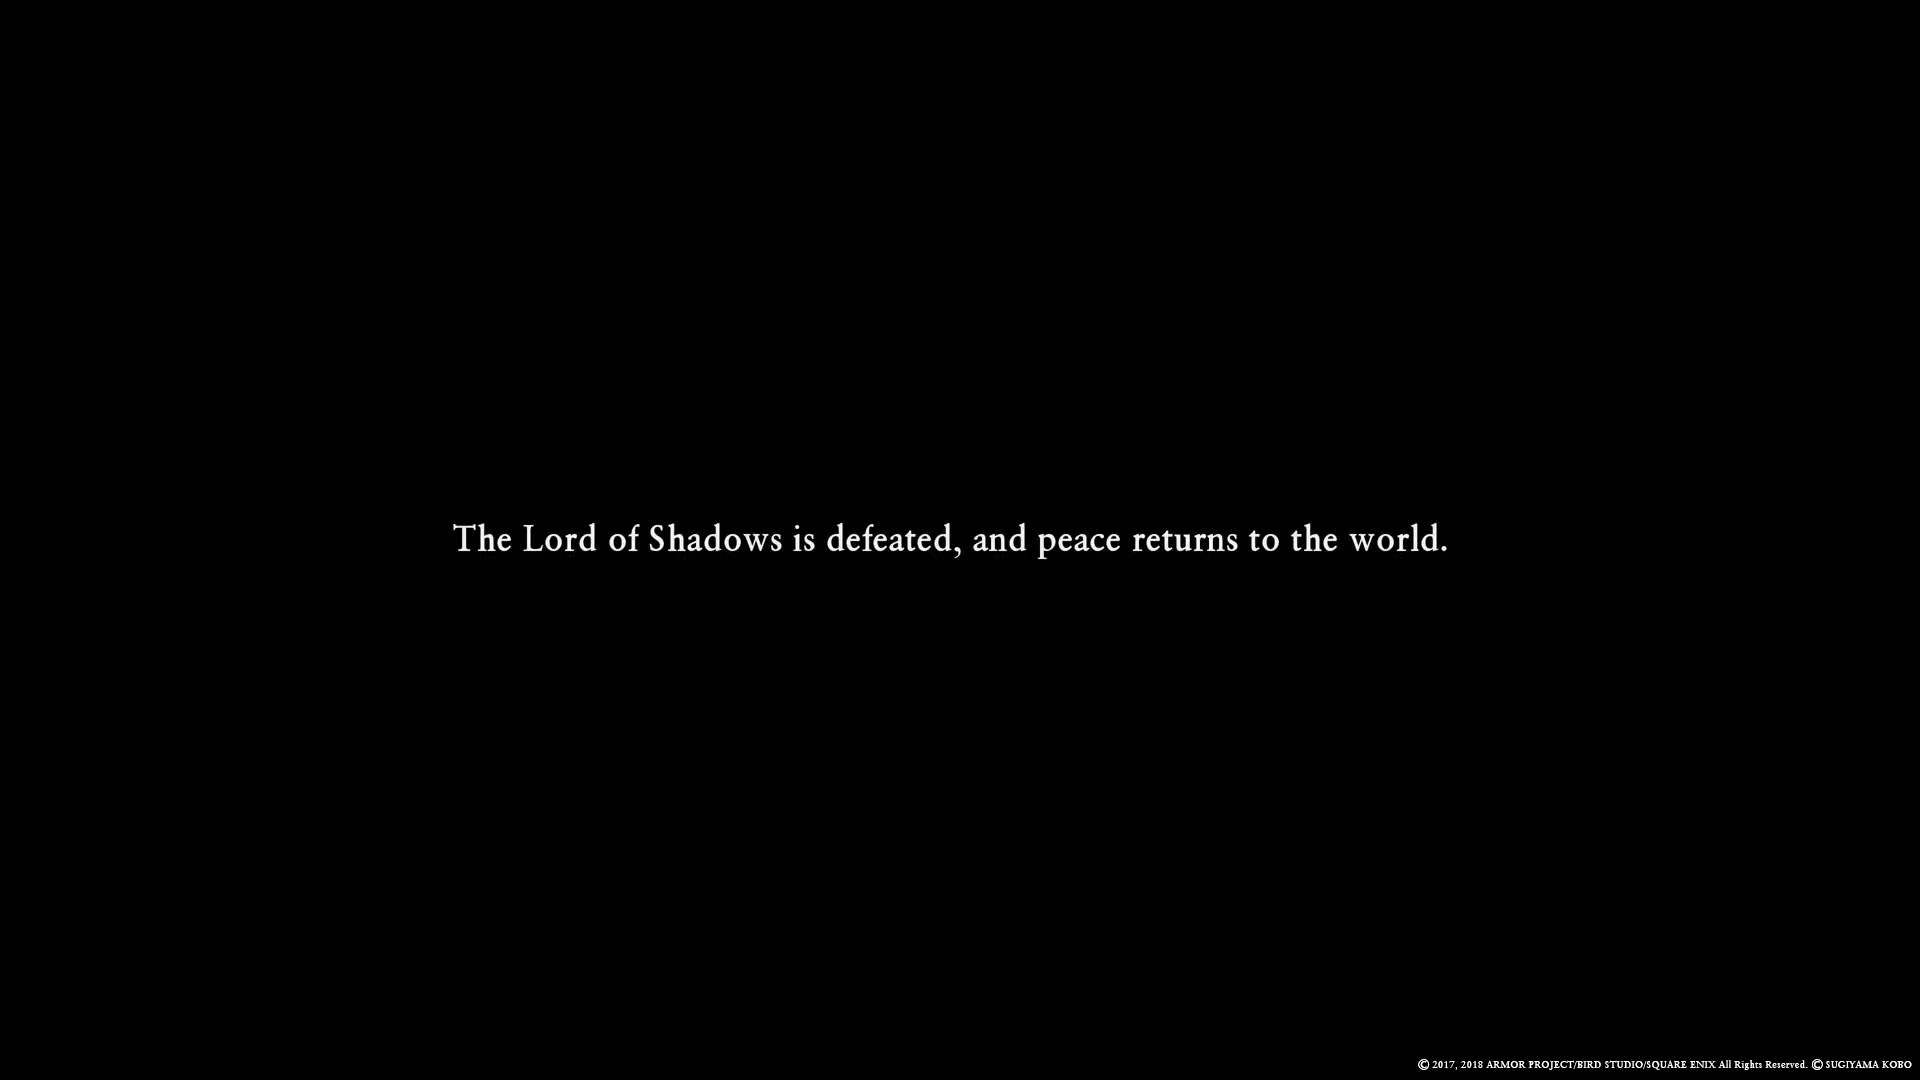 The Lord of Shadows is defeated, and peace returns to the world.
© 2017, 2018 ARMOR PROJECT/BIRD STUDIO/SQUARE ENIX All Rights Reserved. © SUGIYAMA KOBO